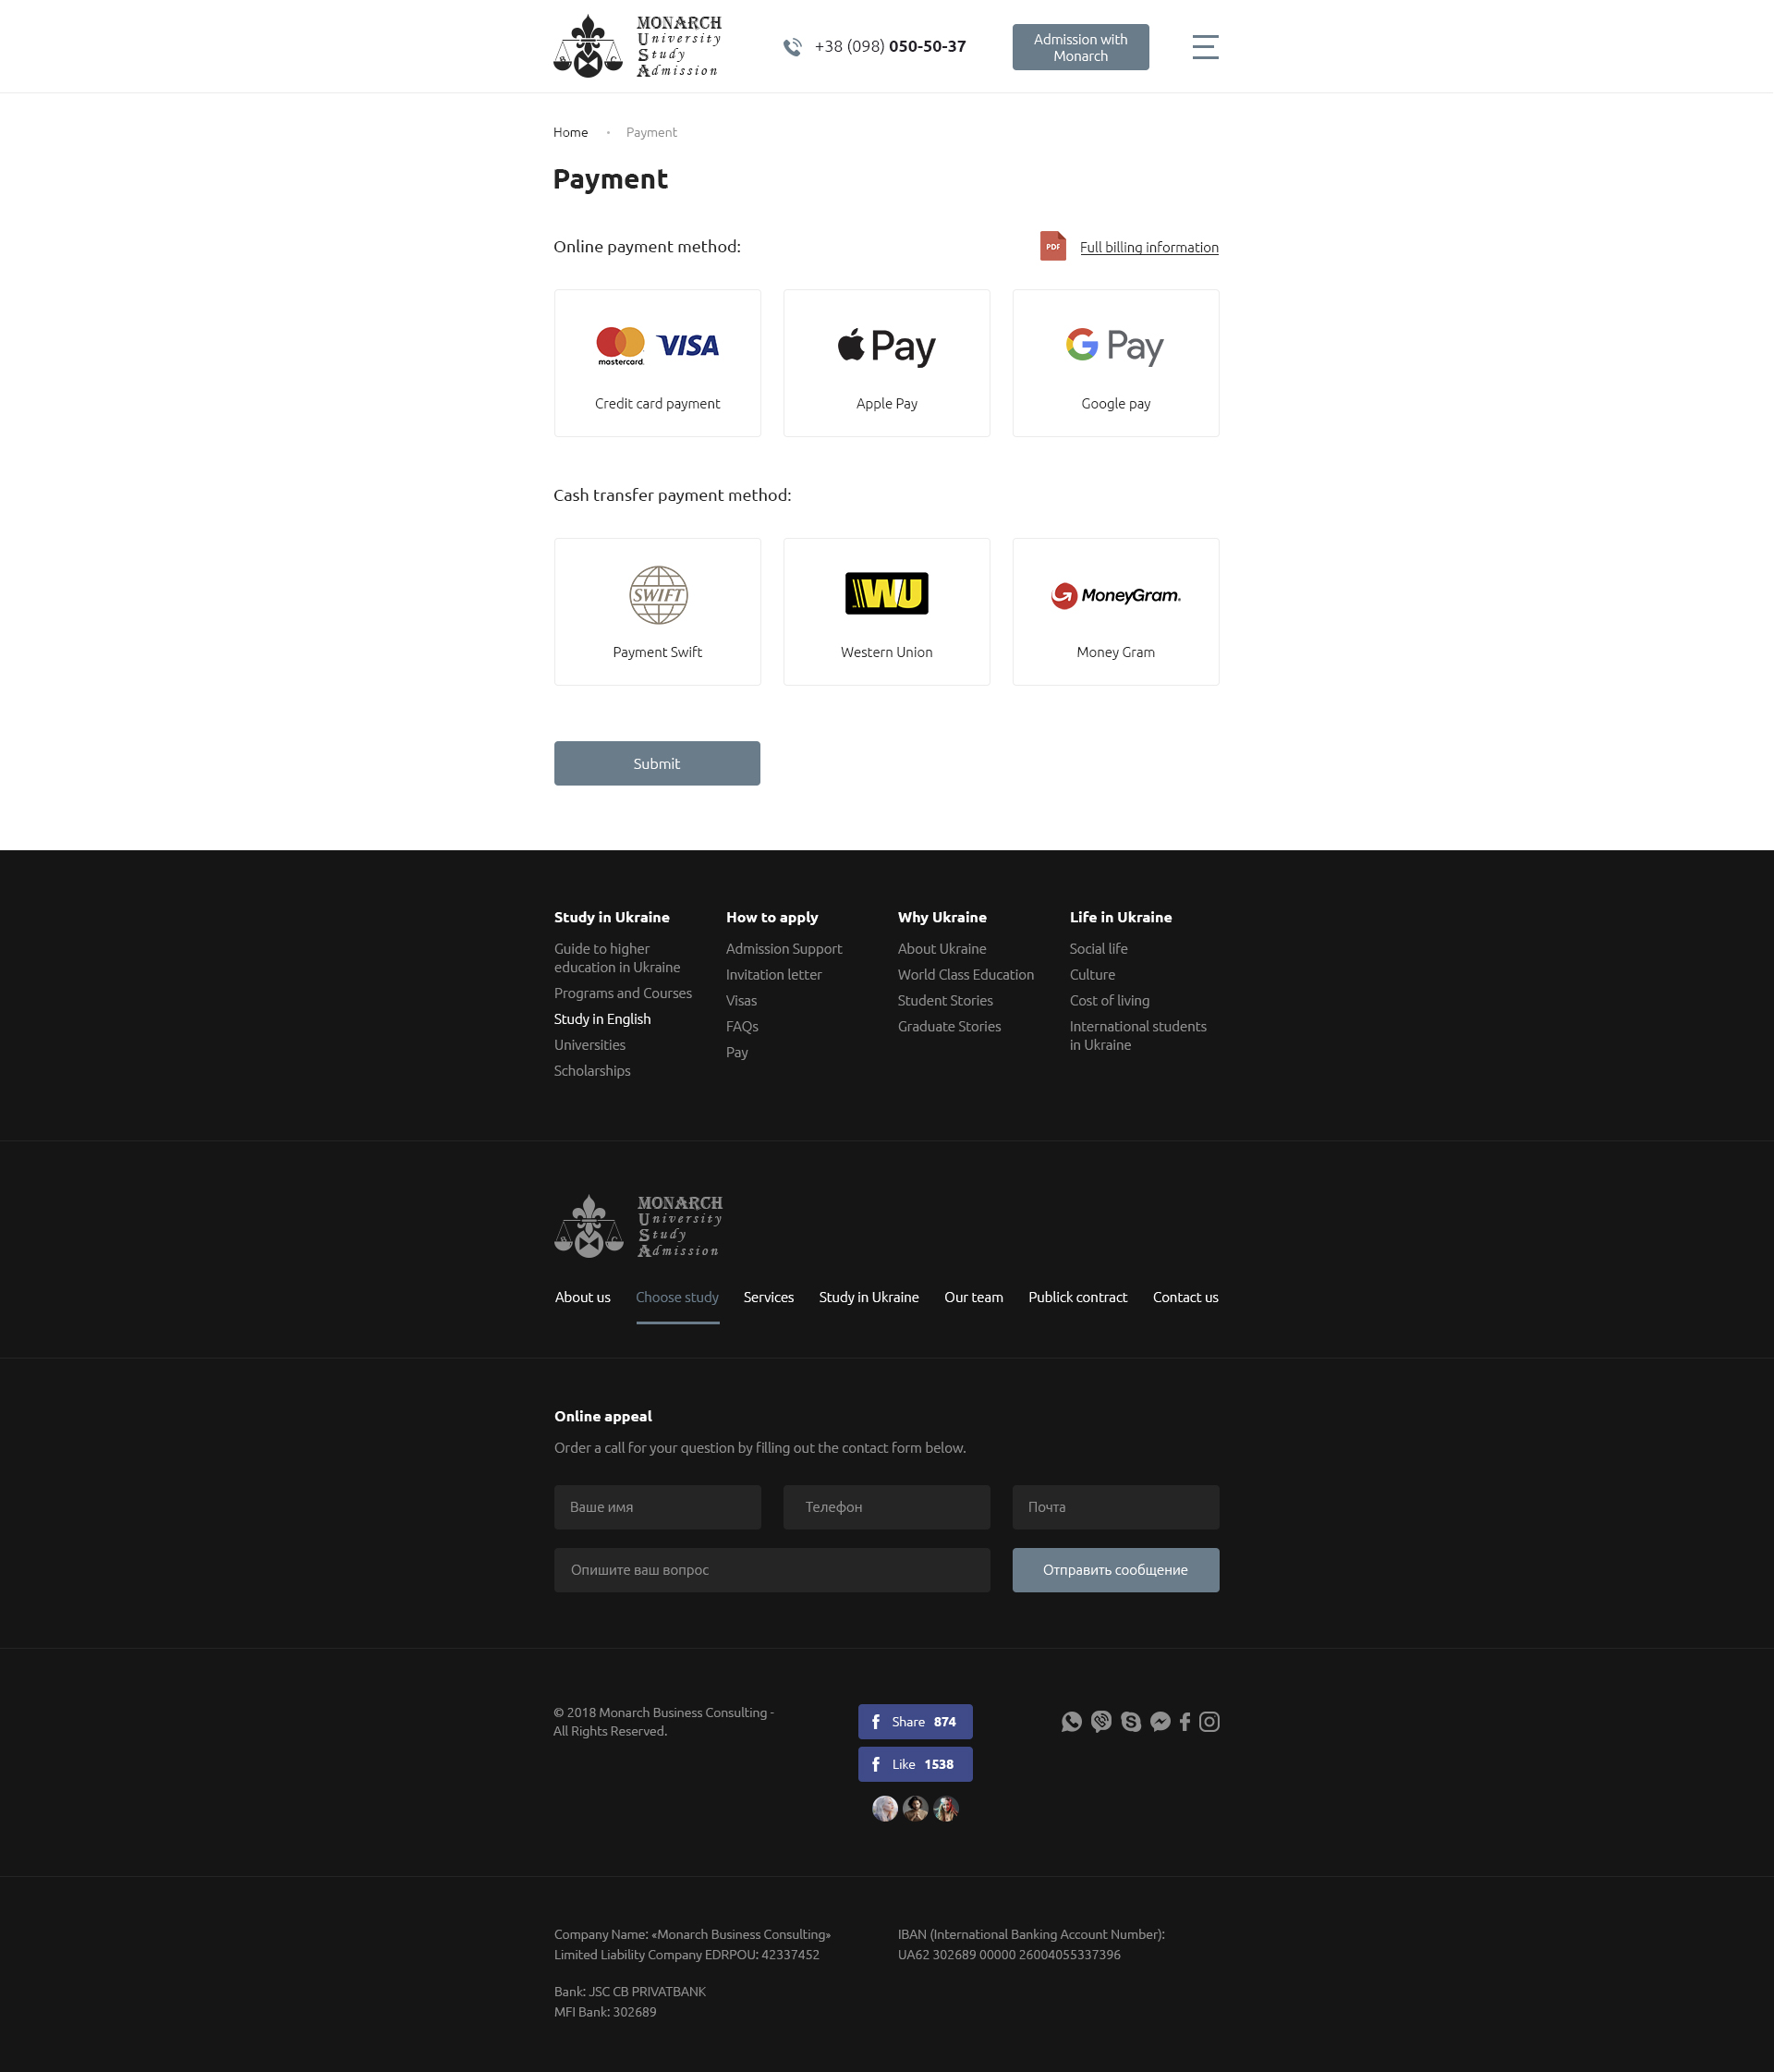 MONARCH
University
Study
Admission
+38 (098) 050-50-37
Admission with
Monarch
Home • Payment
Payment
Online payment method:
PDF Full billing information
mastercard. VISA
Pay
G Pay
Credit card payment
Apple Pay
Google pay
Cash transfer payment method:
SWIFT
WU
MoneyGram.
Payment Swift
Western Union
Money Gram
Submit
Study in Ukraine
Guide to higher
education in Ukraine
Programs and Courses
Study in English
Universities
Scholarships
How to apply
Admission Support
Invitation letter
Visas
FAQs
Pay
Why Ukraine
About Ukraine
World Class Education
Student Stories
Graduate Stories
Life in Ukraine
Social life
Culture
Cost of living
International students
in Ukraine
MONARCH
University
Study
Admission
About us Choose study Services Study in Ukraine Our team Publick contract Contact us
Online appeal
Order a call for your question by filling out the contact form below.
Ваше имя
Телефон
Почта
Опишите ваш вопрос
Отправить сообщение
© 2018 Monarch Business Consulting -
All Rights Reserved.
Share 874
Like 1538
Company Name: «Monarch Business Consulting»
Limited Liability Company EDRPOU: 42337452
Bank: JSC CB PRIVATBANK
MFI Bank: 302689
IBAN (International Banking Account Number):
UA62 302689 00000 26004055337396